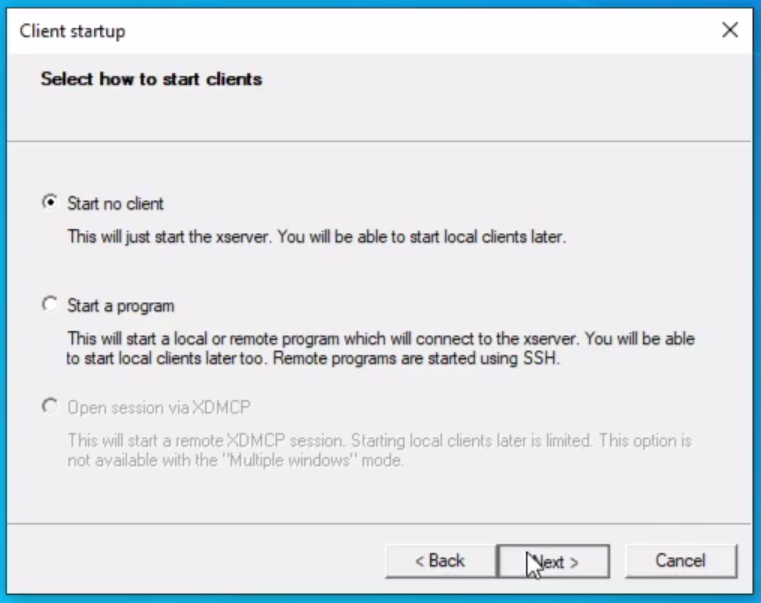 Client startup
Select how to start clients
Start no client
This will just start the xserver. You will be able to start local clients later.
Start a program
This will start a local or remote program which will connect to the xserver. You will be able
to start local clients later too. Remote programs are started using SSH.
Open session via XDMCP
This will start a remote XDMCP session. Starting local clients later is limited. This option is
not available with the "Multiple windows" mode.
< Back
Next >
Cancel